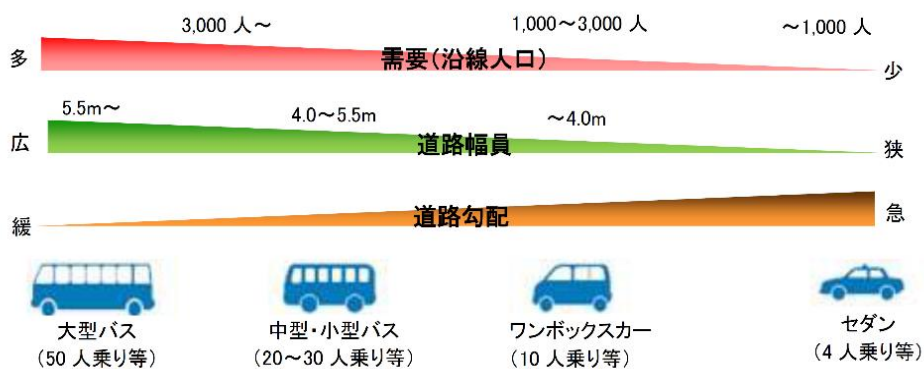 3,000 人～ 1,000～3,000 人 ～1,000 人
多 需要（沿線人口） 少
5.5m～ 4.0～5.5m ～4.0m
広 道路幅員 狭
緩 道路勾配 急
大型バス 中型・小型バス ワンボックスカー セダン
（50 人乗り等） （20～30 人乗り等） （10 人乗り等） （4 人乗り等）